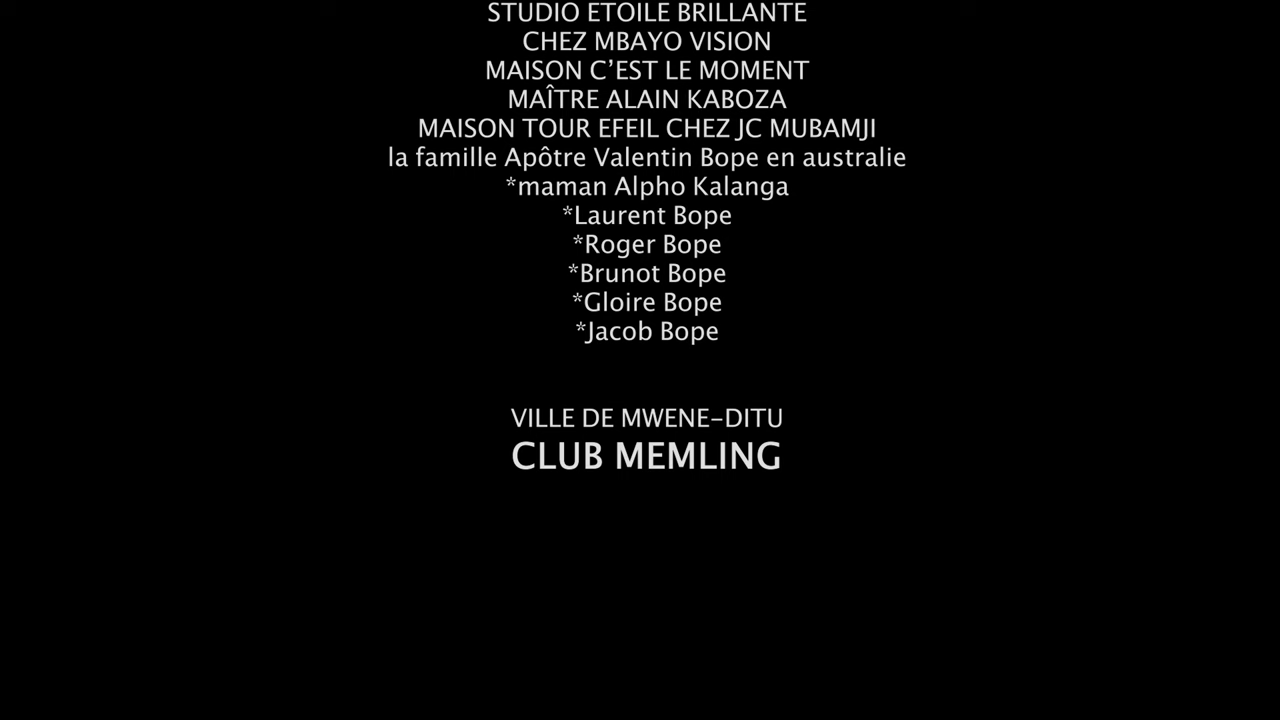 STUDIO ETOILE BRILLANTE
CHEZ MBAYO VISION
MAISON C’EST LE MOMENT
MAÎTRE ALAIN KABOZA
MAISON TOUR EFEIL CHEZ JC MUBAMJI
la famille Apôtre Valentin Bope en australie
*maman Alpho Kalanga
*Laurent Bope
*Roger Bope
*Brunot Bope
*Gloire Bope
*Jacob Bope
VILLE DE MWENE-DITU
CLUB MEMLING